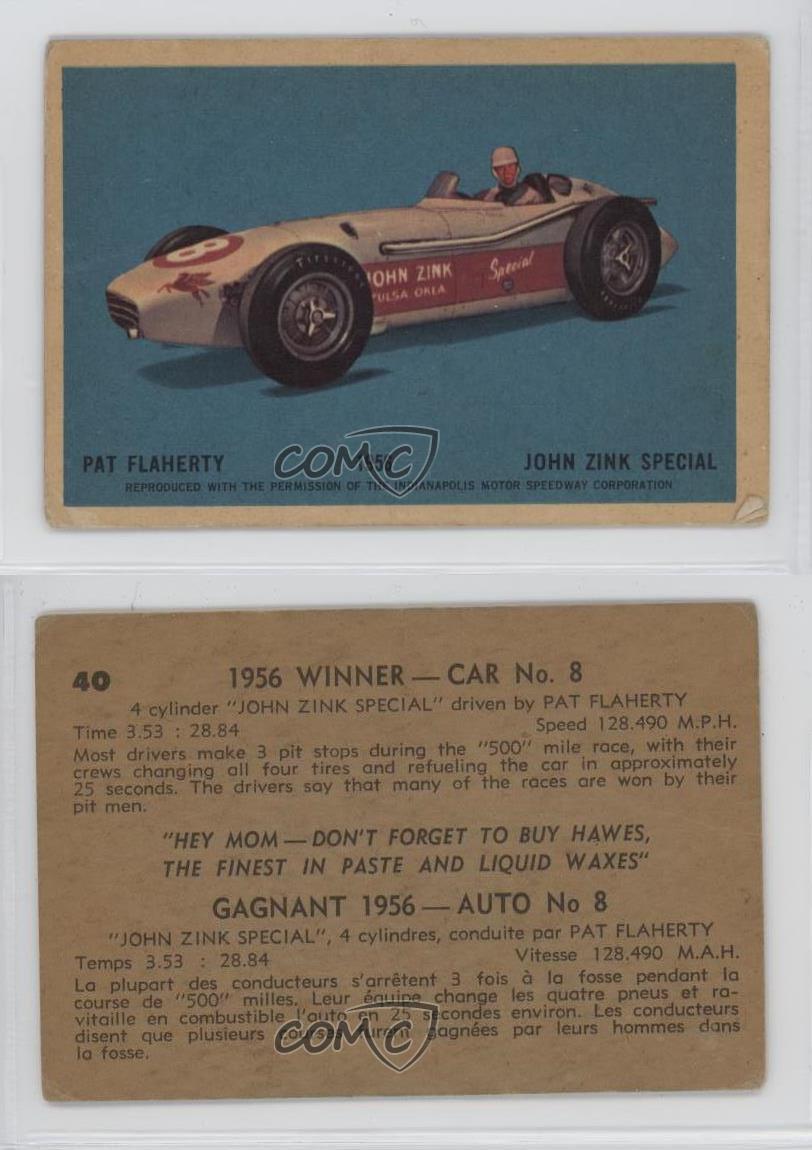 8
Firestone
JOHN ZINK
TULSA OKLA
Special
PAT FLAHERTY 1956 JOHN ZINK SPECIAL
REPRODUCED WITH THE PERMISSION OF THE INDIANAPOLIS MOTOR SPEEDWAY CORPORATION
COMC
40
1956 WINNER — CAR No. 8
4 cylinder "JOHN ZINK SPECIAL" driven by PAT FLAHERTY
Time 3.53 : 28.84 Speed 128.490 M.P.H.
Most drivers make 3 pit stops during the "500" mile race, with their
crews changing all four tires and refueling the car in approximately
25 seconds. The drivers say that many of the races are won by their
pit men.
"HEY MOM — DON'T FORGET TO BUY HAWES,
THE FINEST IN PASTE AND LIQUID WAXES"
GAGNANT 1956 — AUTO No 8
"JOHN ZINK SPECIAL", 4 cylindres, conduite par PAT FLAHERTY
Temps 3.53 : 28.84 Vitesse 128.490 M.A.H.
La plupart des conducteurs s'arrêtent 3 fois à la fosse pendant la
course de "500" milles. Leur équipe change les quatre pneus et ra-
vitaille en combustible l'auto en 25 secondes environ. Les conducteurs
disent que plusieurs courses furent gagnées par leurs hommes dans
la fosse.
COMC